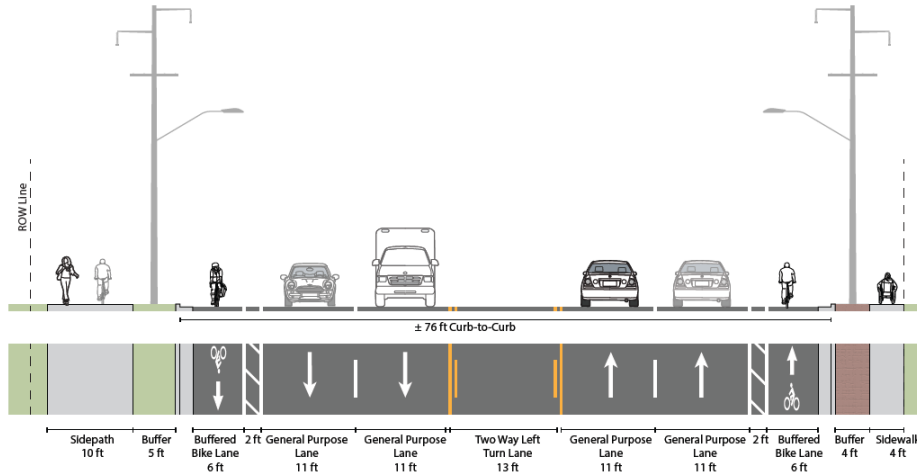 ROW Line
± 76 ft Curb-to-Curb
Sidepath
10 ft
Buffer
5 ft
Buffered
Bike Lane
6 ft
2 ft
General Purpose
Lane
11 ft
General Purpose
Lane
11 ft
Two Way Left
Turn Lane
13 ft
General Purpose
Lane
11 ft
General Purpose
Lane
11 ft
2 ft
Buffered
Bike Lane
6 ft
Buffer
4 ft
Sidewalk
4 ft